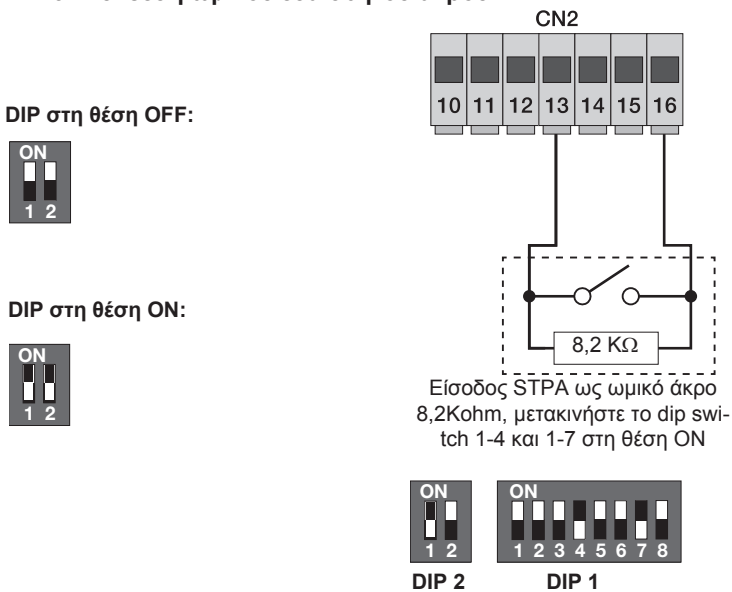 CN2
10 11 12 13 14 15 16
DIP στη θέση OFF:
ON
1 2
DIP στη θέση ON:
ON
1 2
8,2 KΩ
Είσοδος STPA ως ωμικό άκρο
8,2Kohm, μετακινήστε το dip swi-
tch 1-4 και 1-7 στη θέση ON
ON
1 2
DIP 2
ON
1 2 3 4 5 6 7 8
DIP 1